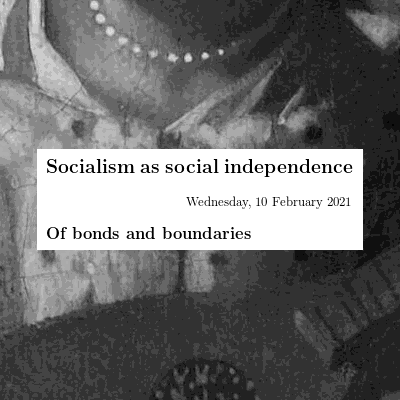 Socialism as social independence
Wednesday, 10 February 2021
Of bonds and boundaries